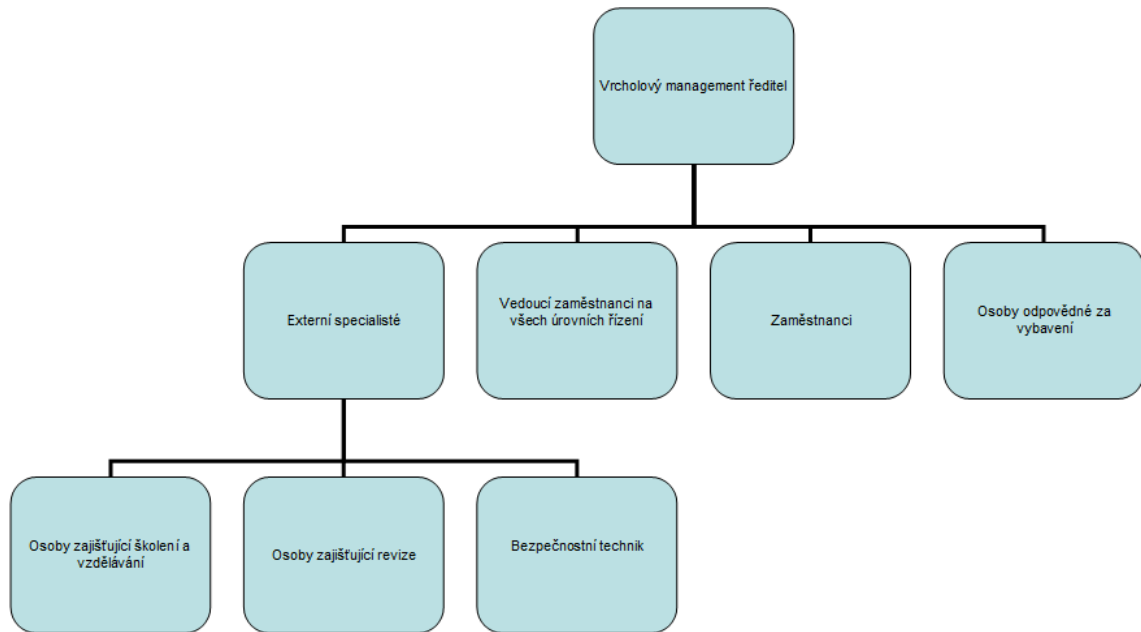 Vrcholový management ředitel
Externí specialisté
Vedoucí zaměstnanci na
všech úrovních řízení
Zaměstnanci
Osoby odpovědné za
vybavení
Osoby zajišťující školení a
vzdělávání
Osoby zajišťující revize
Bezpečnostní technik